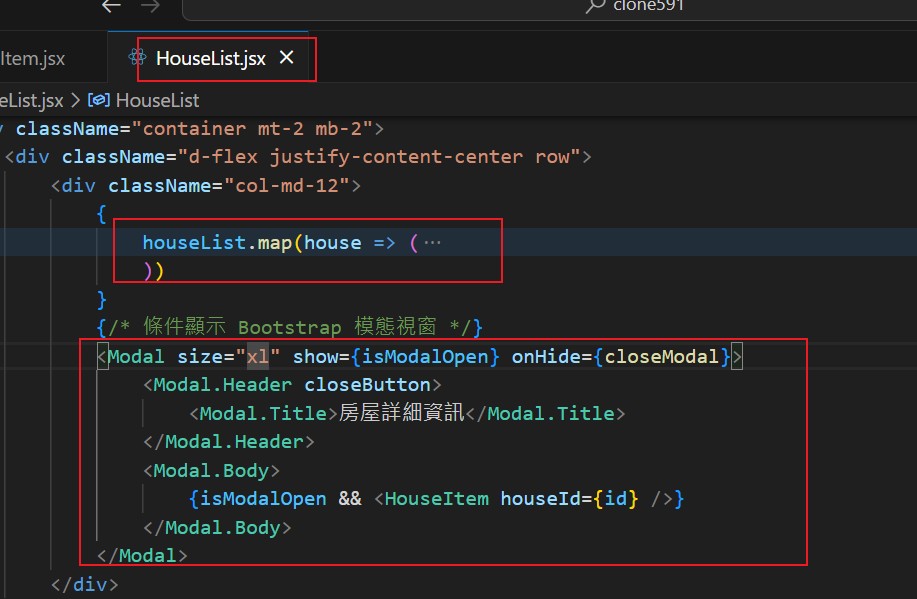 clone591
Item.jsx
HouseList.jsx ×
eList.jsx > HouseList
className="container mt-2 mb-2">
<div className="d-flex justify-content-center row">
<div className="col-md-12">
{
houseList.map(house => ( ⋯
))
}
{/* 條件顯示 Bootstrap 模態視窗 */}
<Modal size="xl" show={isModalOpen} onHide={closeModal}>
<Modal.Header closeButton>
<Modal.Title>房屋詳細資訊</Modal.Title>
</Modal.Header>
<Modal.Body>
{isModalOpen && <HouseItem houseId={id} />}
</Modal.Body>
</Modal>
</div>